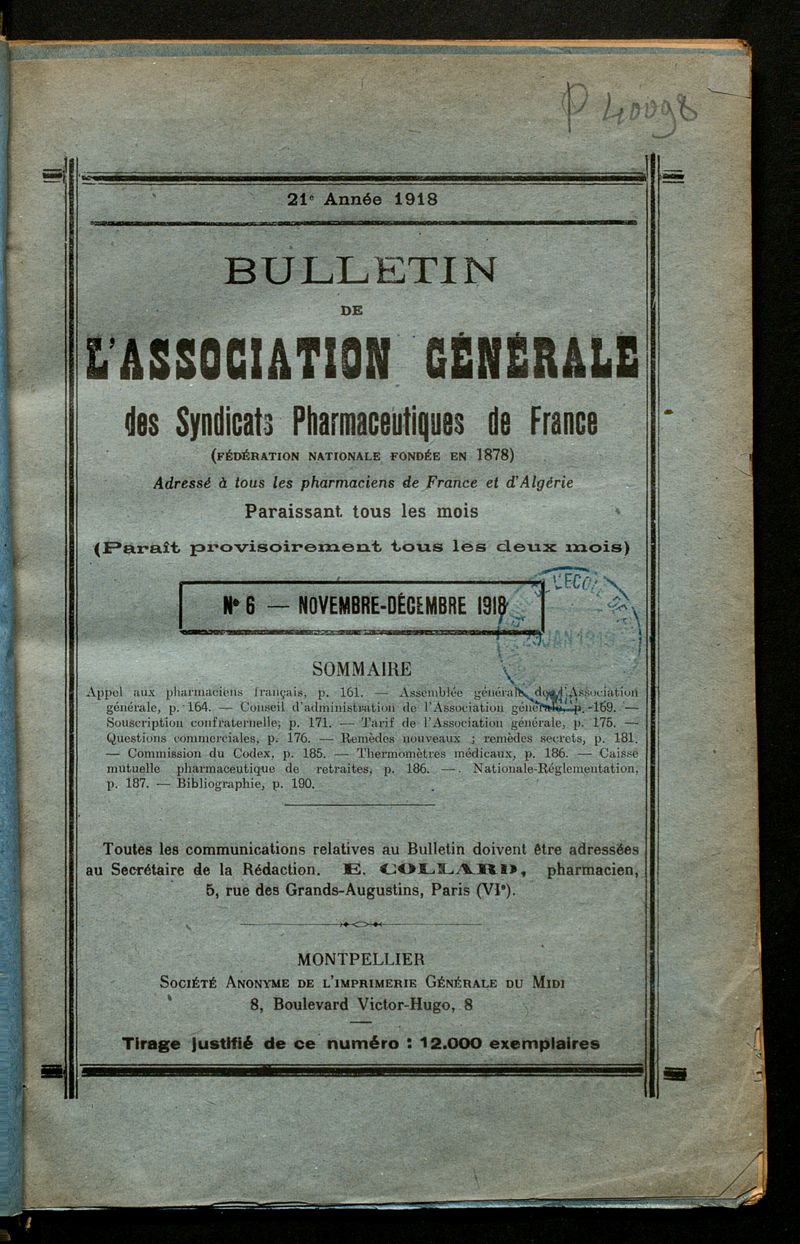 P 40098
21e Année 1918
BULLETIN
DE
L'ASSOCIATION GÉNÉRALE
des Syndicats Pharmaceutiques de France
(FÉDÉRATION NATIONALE FONDÉE EN 1878)
Adressé à tous les pharmaciens de France et d'Algérie
Paraissant tous les mois
(Paraît provisoirement tous les deux mois)
N° 6 — NOVEMBRE-DÉCEMBRE 1918
L'ECOLE DE
SOMMAIRE
Appel aux pharmaciens français, p. 161. — Assemblée générale de l'Association
générale, p. 164. — Conseil d'administration de l'Association générale, p. 169. —
Souscription confraternelle, p. 171. — Tarif de l'Association générale, p. 175. —
Questions commerciales, p. 176. — Remèdes nouveaux ; remèdes secrets, p. 181.
— Commission du Codex, p. 185. — Thermomètres médicaux, p. 186. — Caisse
mutuelle pharmaceutique de retraites, p. 186. —. Nationale-Réglementation,
p. 187. — Bibliographie, p. 190.
Toutes les communications relatives au Bulletin doivent être adressées
au Secrétaire de la Rédaction. E. COLLARD, pharmacien,
5, rue des Grands-Augustins, Paris (VIe).
MONTPELLIER
SOCIÉTÉ ANONYME DE L'IMPRIMERIE GÉNÉRALE DU MIDI
8, Boulevard Victor-Hugo, 8
Tirage justifié de ce numéro : 12.000 exemplaires